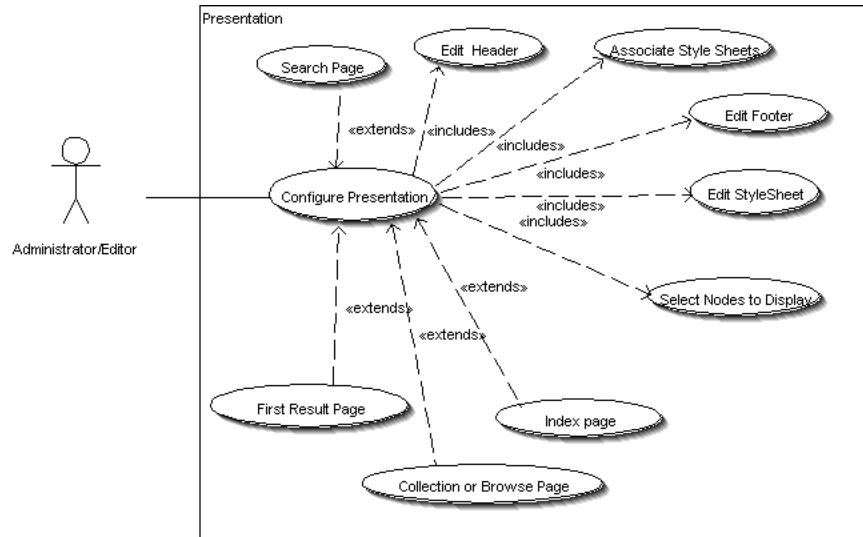 Presentation
Edit  Header
Associate Style Sheets
Search Page
Edit Footer
«extends»
«includes»
«includes»
«includes»
Configure Presentation
Edit StyleSheet
«includes»
«includes»
Administrator/Editor
«extends»
Select Nodes to Display
«extends»
«extends»
First Result Page
Index page
Collection or Browse Page